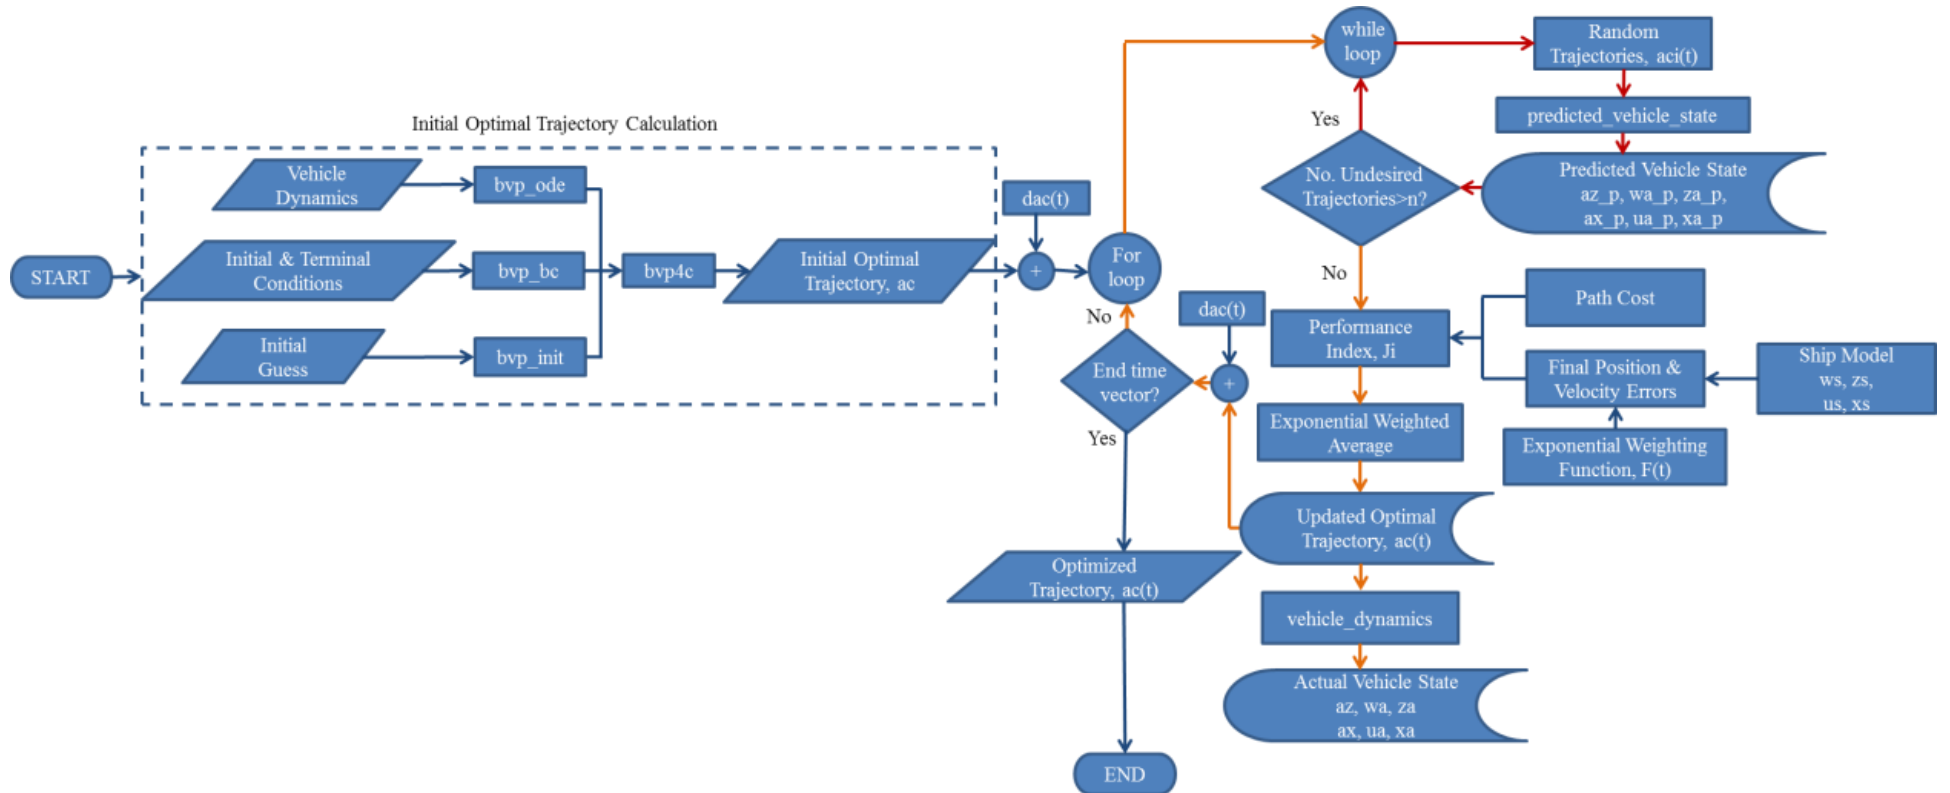 Initial Optimal Trajectory Calculation
START
Vehicle
Dynamics
bvp_ode
Initial & Terminal
Conditions
bvp_bc
Initial
Guess
bvp_init
bvp4c
Initial Optimal
Trajectory, ac
dac(t)
+
For
loop
while
loop
Random
Trajectories, aci(t)
predicted_vehicle_state
Predicted Vehicle State
az_p, wa_p, za_p,
ax_p, ua_p, xa_p
Yes
No. Undesired
Trajectories>n?
No
Performance
Index, Ji
Path Cost
Final Position &
Velocity Errors
Ship Model
ws, zs,
us, xs
Exponential Weighting
Function, F(t)
Exponential Weighted
Average
Updated Optimal
Trajectory, ac(t)
vehicle_dynamics
Actual Vehicle State
az, wa, za
ax, ua, xa
dac(t)
+
No
End time
vector?
Yes
Optimized
Trajectory, ac(t)
END